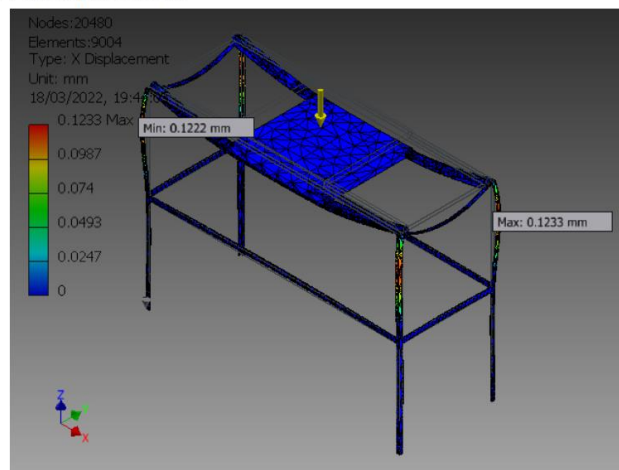 Nodes:20480
Elements:9004
Type: X Displacement
Unit: mm
18/03/2022, 19:4
0.1233 Max
Min: 0.1222 mm
0.0987
0.074
0.0493
Max: 0.1233 mm
0.0247
0
Z
X